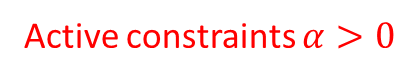 Active constraints α > 0